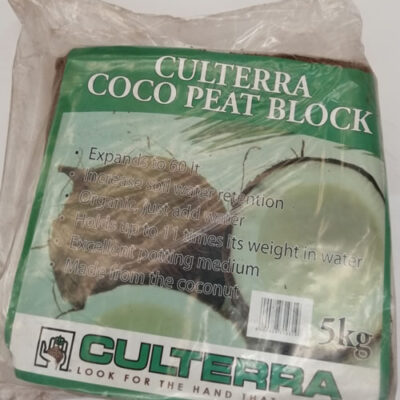 CULTERRA
COCO PEAT BLOCK
• Expands to 60 lt
• Increase soil water retention
• Organic, just add water
• Holds up to 11 times its weight in water
• Excellent potting medium
• Made from the coconut
5kg
CULTERRA
LOOK FOR THE HAND THAT